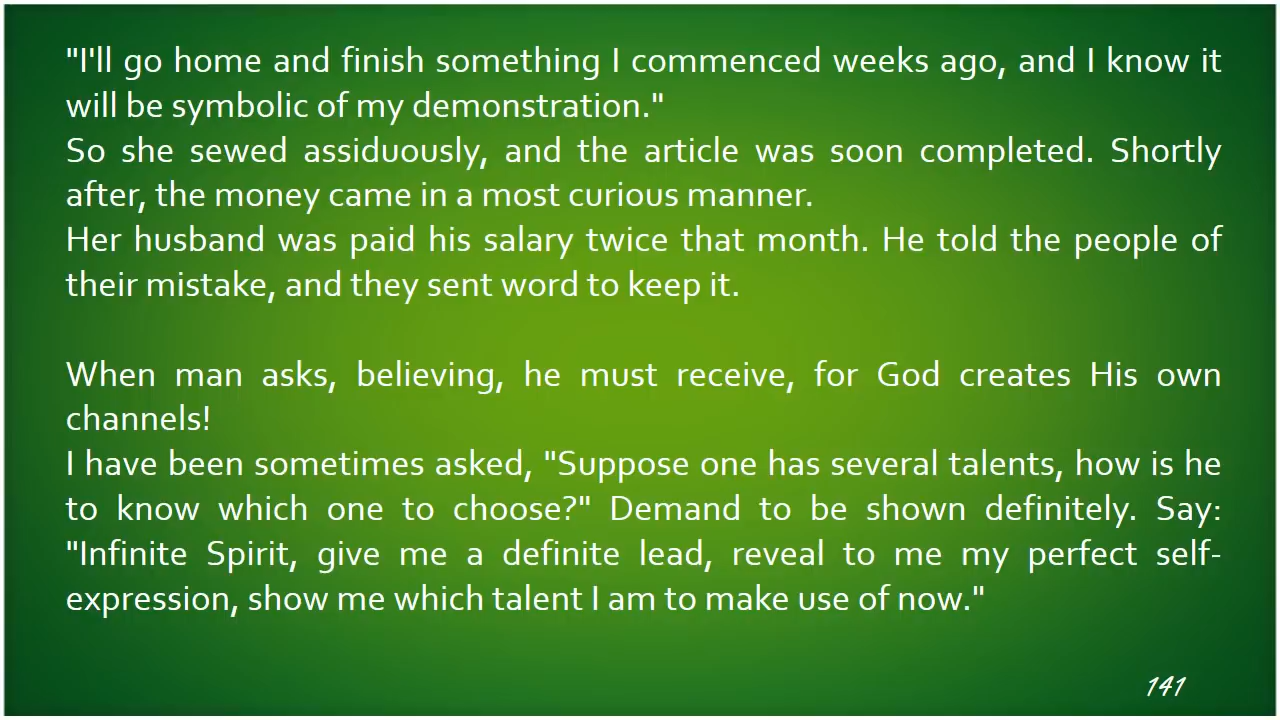 "I'll go home and finish something I commenced weeks ago, and I know it
will be symbolic of my demonstration."
So she sewed assiduously, and the article was soon completed. Shortly
after, the money came in a most curious manner.
Her husband was paid his salary twice that month. He told the people of
their mistake, and they sent word to keep it.
When man asks, believing, he must receive, for God creates His own
channels!
I have been sometimes asked, "Suppose one has several talents, how is he
to know which one to choose?" Demand to be shown definitely. Say:
"Infinite Spirit, give me a definite lead, reveal to me my perfect self-
expression, show me which talent I am to make use of now."
141